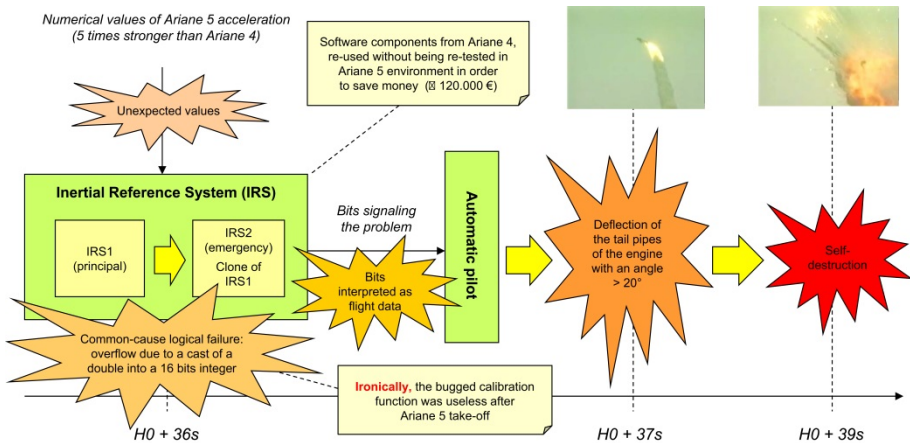 Numerical values of Ariane 5 acceleration
(5 times stronger than Ariane 4)
Unexpected values
Software components from Ariane 4,
re-used without being re-tested in
Ariane 5 environment in order
to save money (▯ 120.000 €)
Inertial Reference System (IRS)
IRS1
(principal)
IRS2
(emergency)
Clone of
IRS1
Bits signaling
the problem
Bits
interpreted as
flight data
Automatic pilot
Deflection of
the tail pipes
of the engine
with an angle
> 20°
Self-
destruction
Common-cause logical failure:
overflow due to a cast of a
double into a 16 bits integer
Ironically, the bugged calibration
function was useless after
Ariane 5 take-off
H0 + 36s
H0 + 37s
H0 + 39s